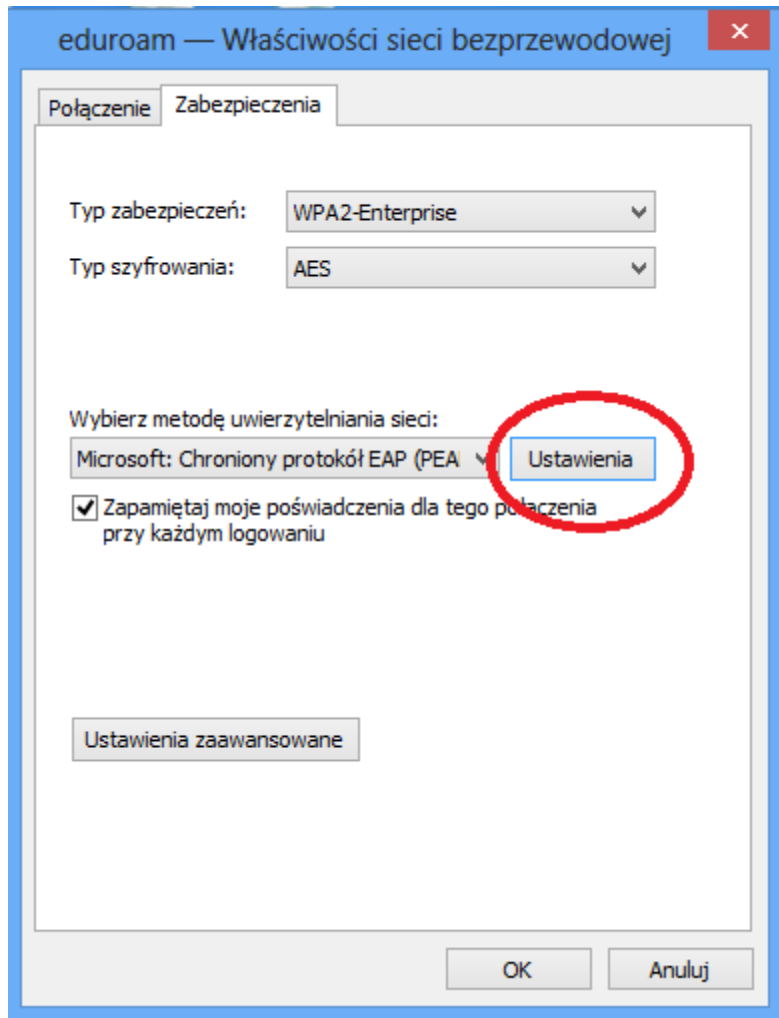 eduroam — Właściwości sieci bezprzewodowej
Połączenie
Zabezpieczenia
Typ zabezpieczeń:
WPA2-Enterprise
Typ szyfrowania:
AES
Wybierz metodę uwierzytelniania sieci:
Microsoft: Chroniony protokół EAP (PEA
Ustawienia
Zapamiętaj moje poświadczenia dla tego połączenia
przy każdym logowaniu
Ustawienia zaawansowane
OK
Anuluj